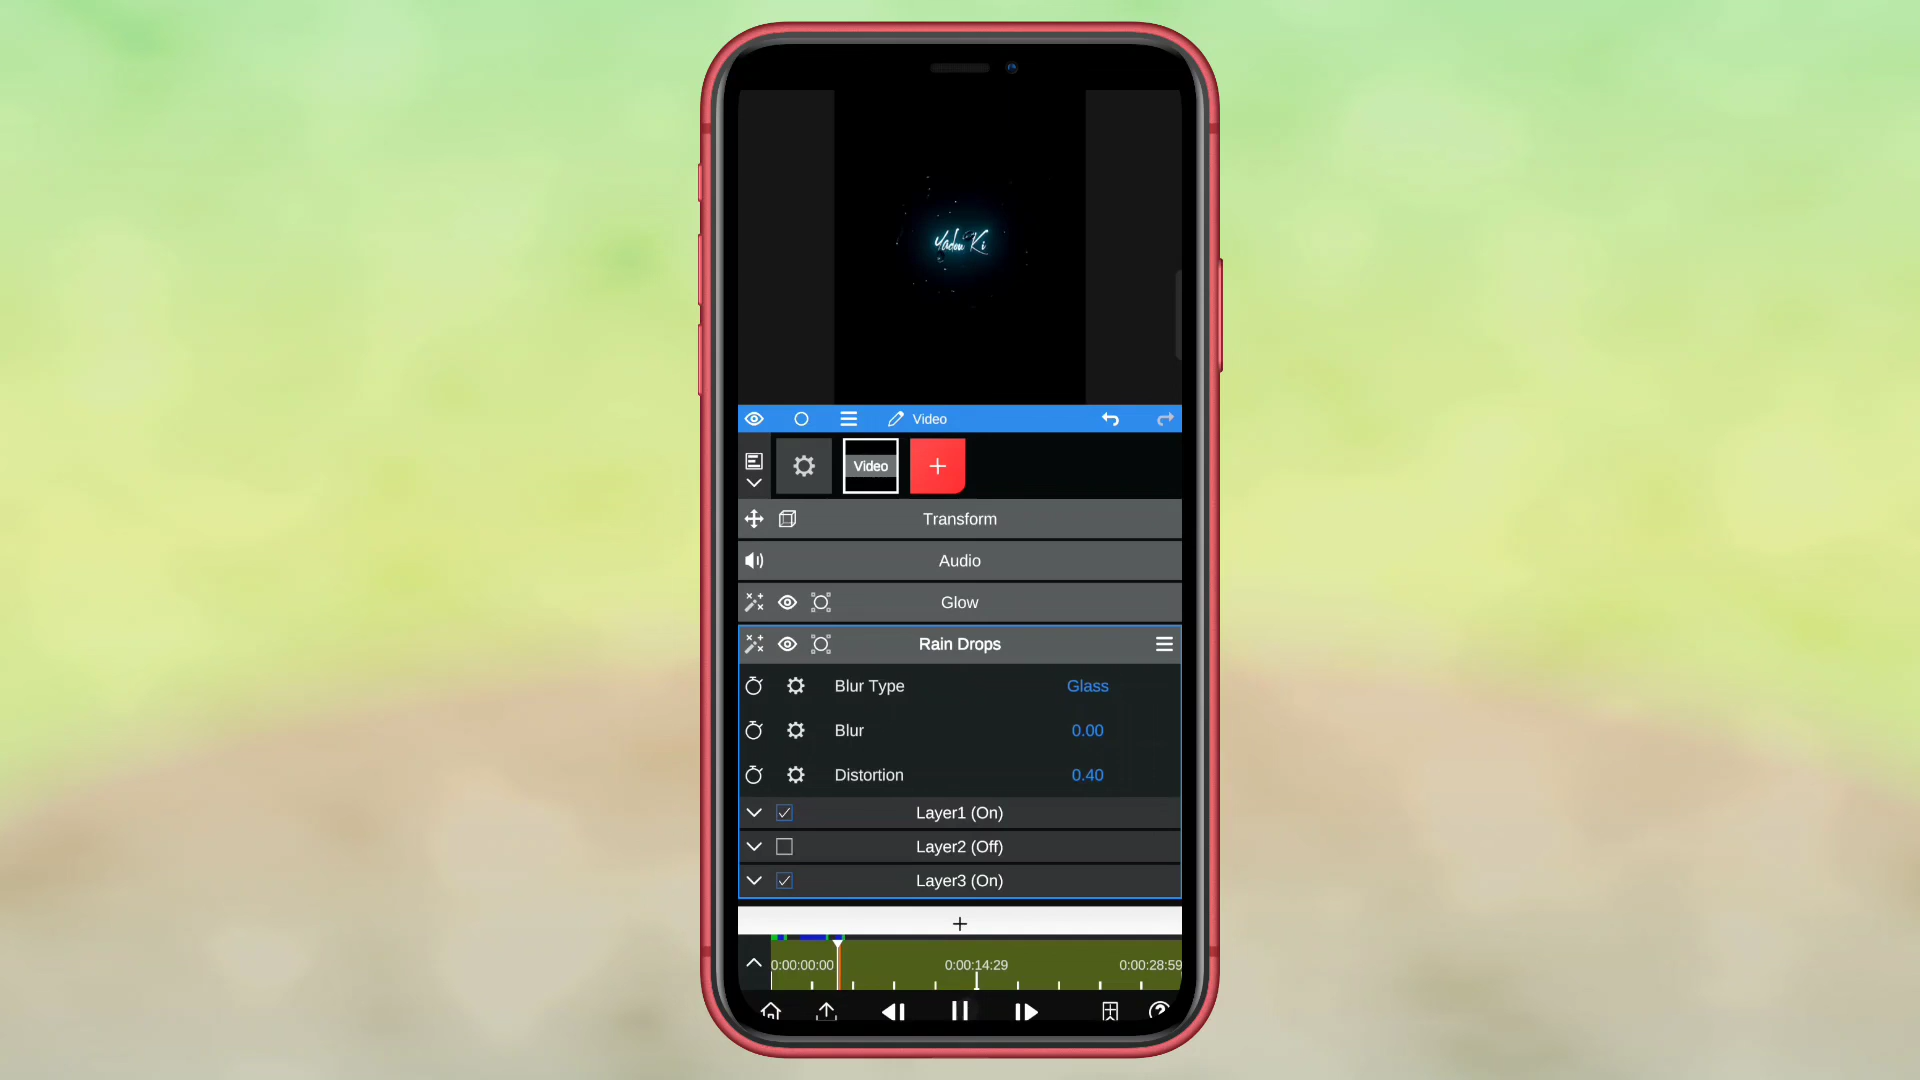 Yadou Ki
Video
Video
Transform
Audio
Glow
Rain Drops
Blur Type Glass
Blur 0.00
Distortion 0.40
Layer1 (On)
Layer2 (Off)
Layer3 (On)
0:00:00:00 0:00:14:29 0:00:28:59